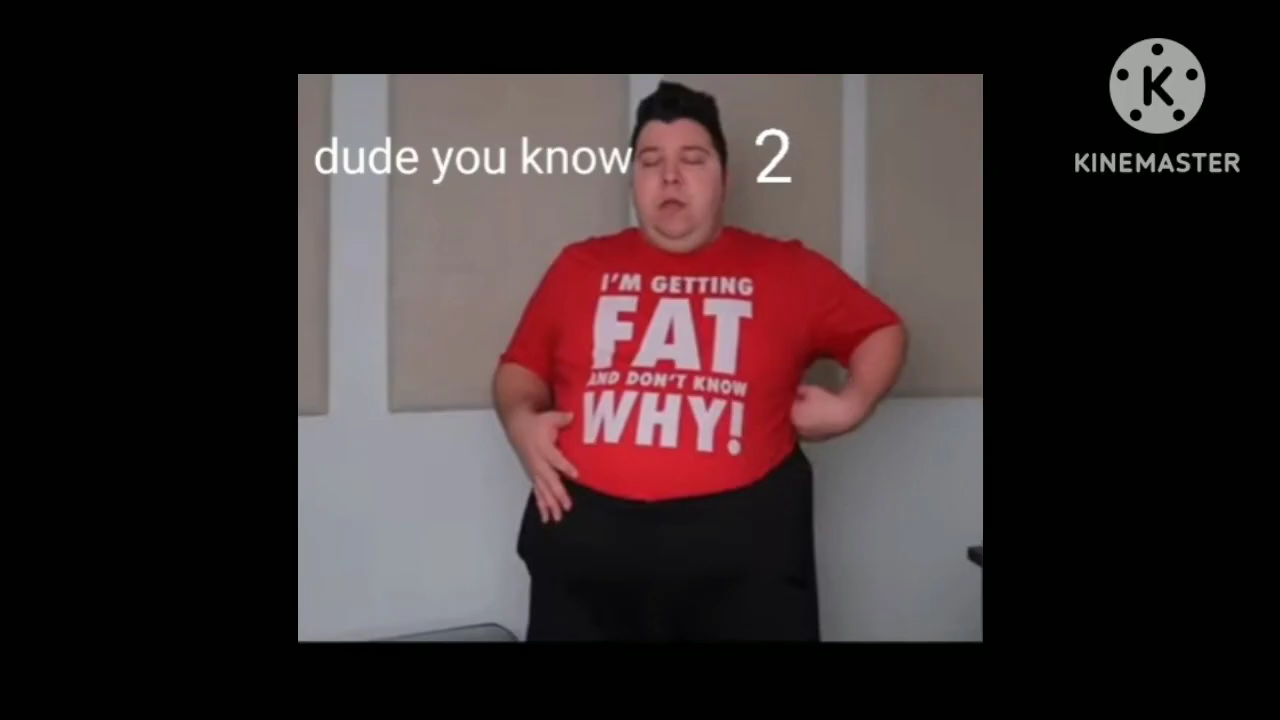 dude you know 2
KINEMASTER
I'M GETTING
FAT
AND DON'T KNOW
WHY!